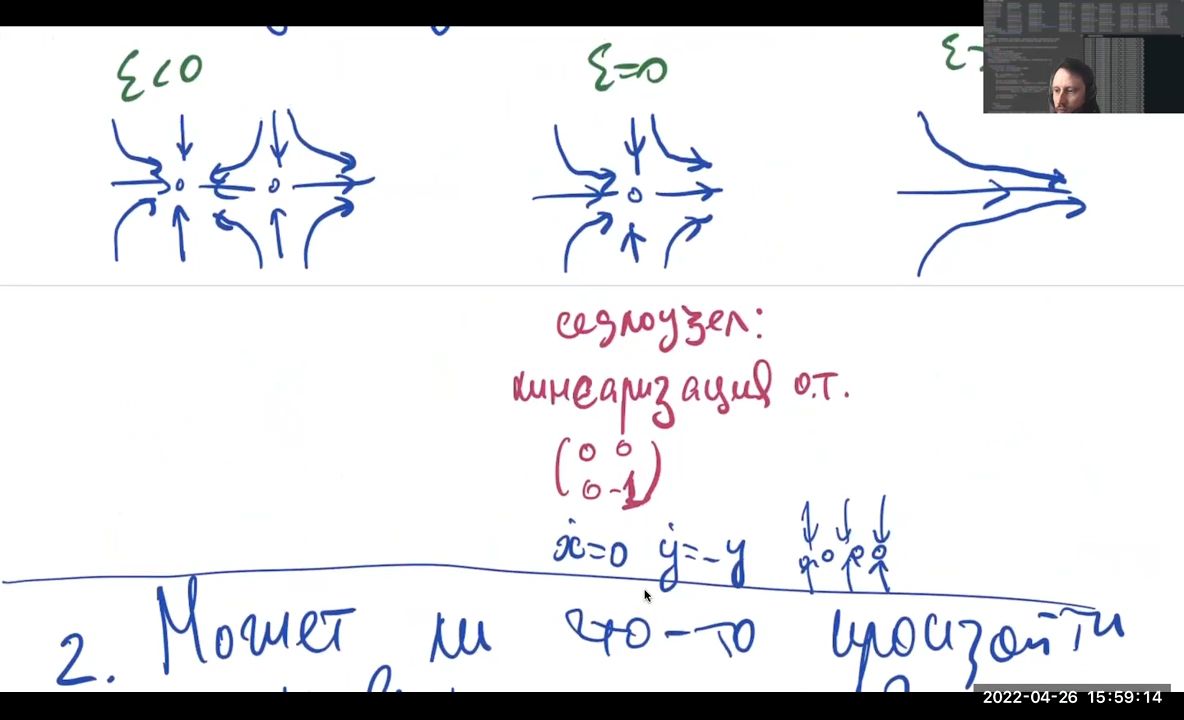 ε<0 ε=0 ε
седлоузел:
линеаризация о.т.
(0 0
0 -1)
ẋ=0 ẏ=-y
2. Может ли что-то произойти
2022-04-26 15:59:14